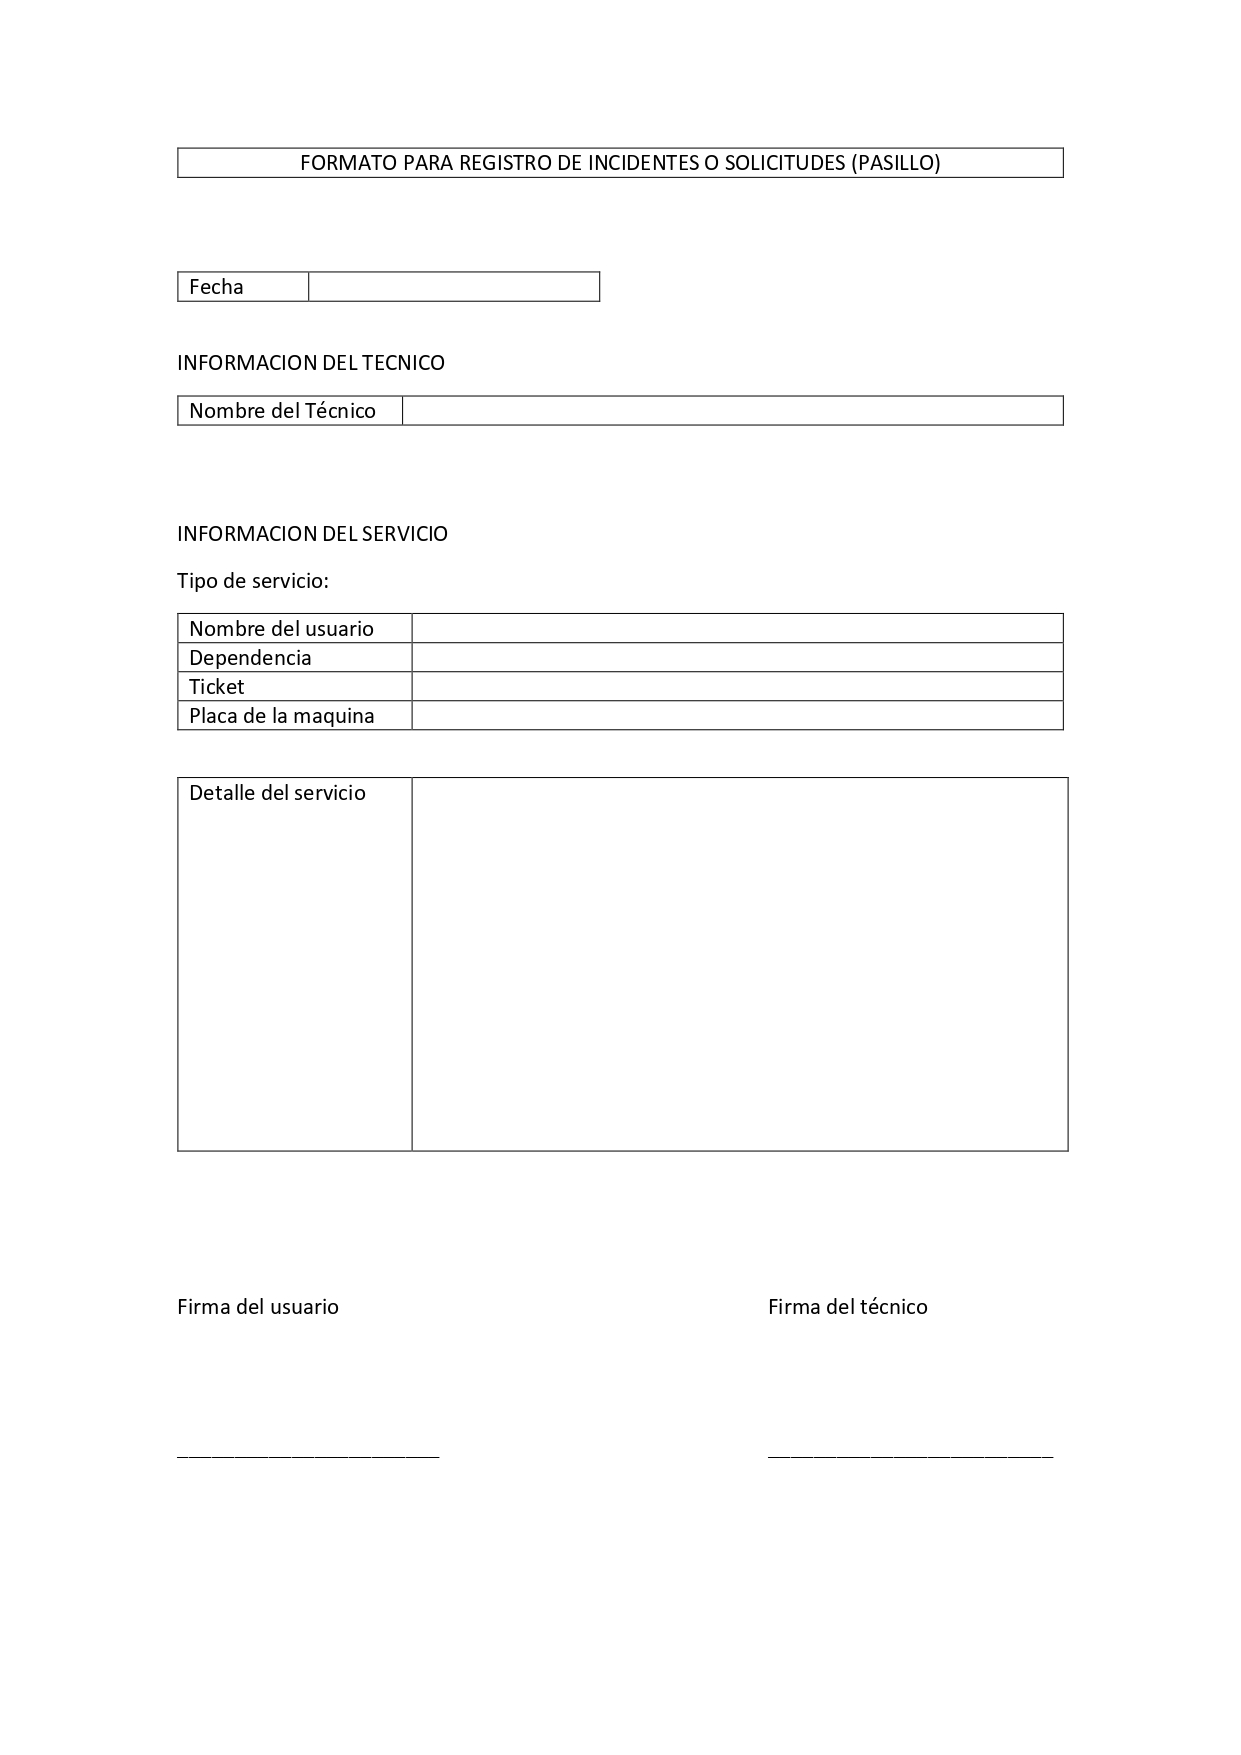 FORMATO PARA REGISTRO DE INCIDENTES O SOLICITUDES (PASILLO)
Fecha
INFORMACION DEL TECNICO
Nombre del Técnico
INFORMACION DEL SERVICIO
Tipo de servicio:
Nombre del usuario
Dependencia
Ticket
Placa de la maquina
Detalle del servicio
Firma del usuario Firma del técnico
_______________________ _________________________